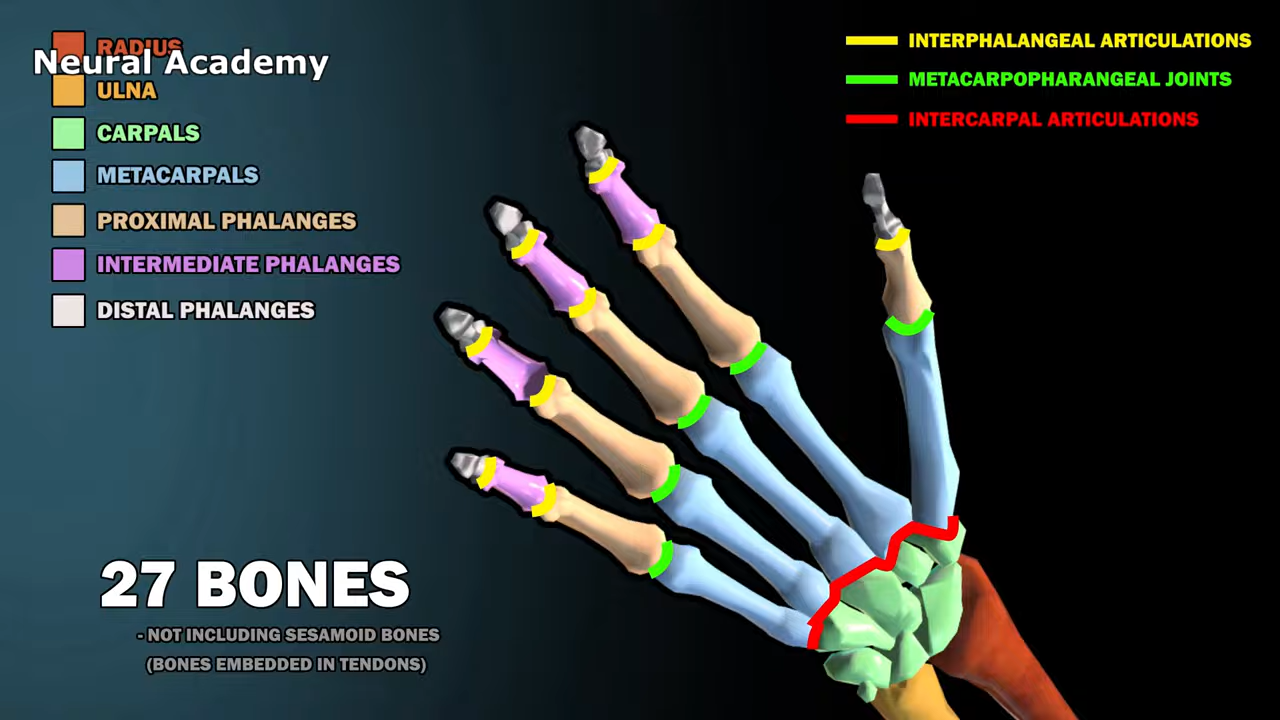 RADIUS
Neural Academy
ULNA
CARPALS
METACARPALS
PROXIMAL PHALANGES
INTERMEDIATE PHALANGES
DISTAL PHALANGES
INTERPHALANGEAL ARTICULATIONS
METACARPOPHARANGEAL JOINTS
INTERCARPAL ARTICULATIONS
27 BONES
- NOT INCLUDING SESAMOID BONES
(BONES EMBEDDED IN TENDONS)